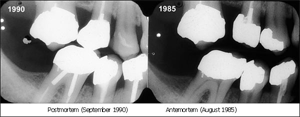 1990
1985
Postmortem (September 1990)
Antemortem (August 1985)